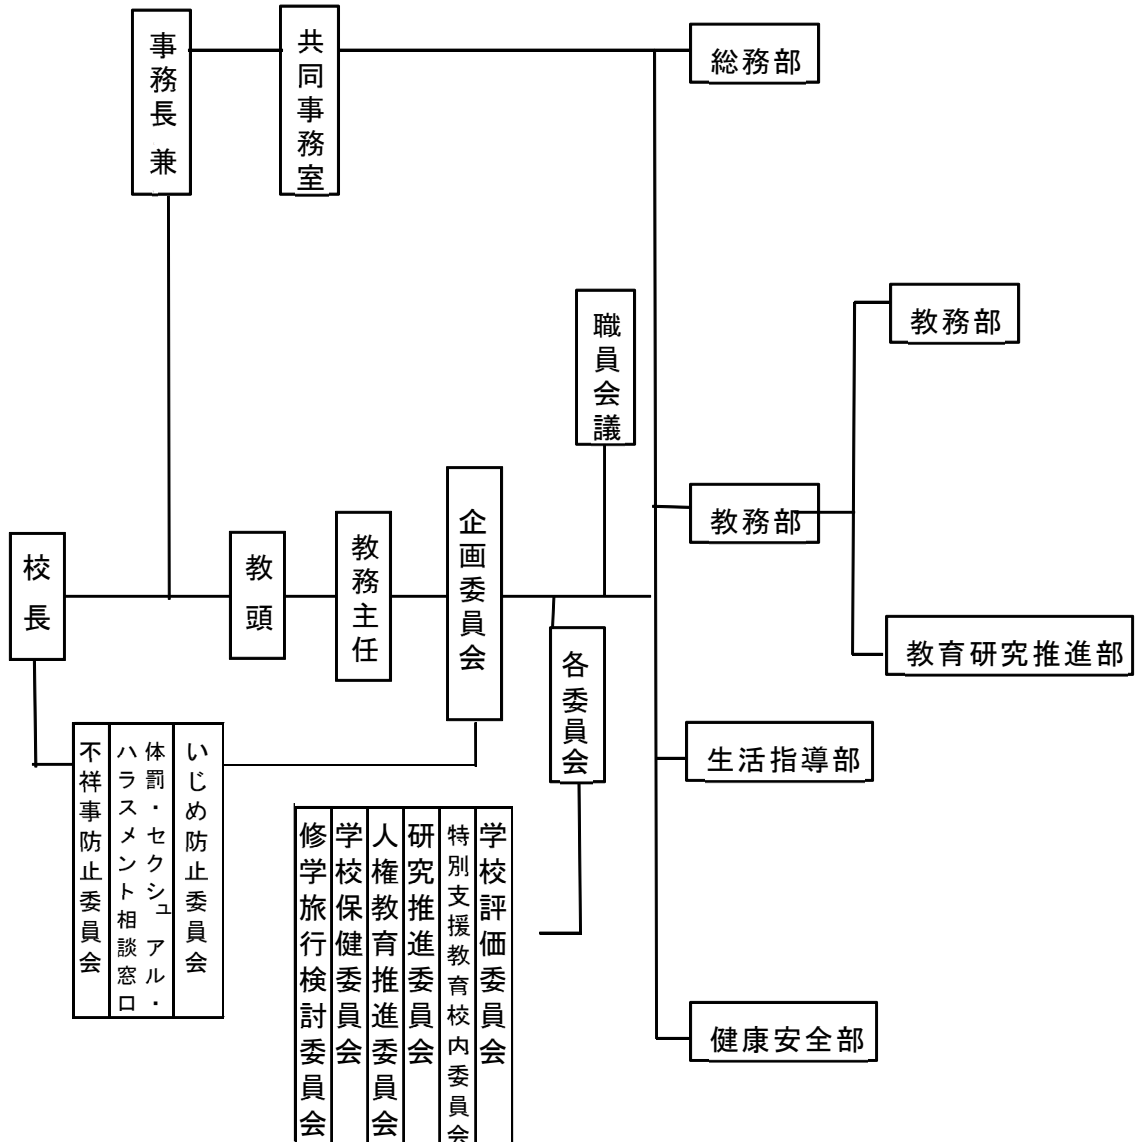 事務長兼
共同事務室
総務部
職員会議
教務部
校長
教頭
教務主任
企画委員会
各委員会
教務部
教育研究推進部
生活指導部
健康安全部
いじめ防止委員会
体罰・セクシュアル・
ハラスメント相談窓口
不祥事防止委員会
学校評価委員会
特別支援教育校内委員会
研究推進委員会
人権教育推進委員会
学校保健委員会
修学旅行検討委員会